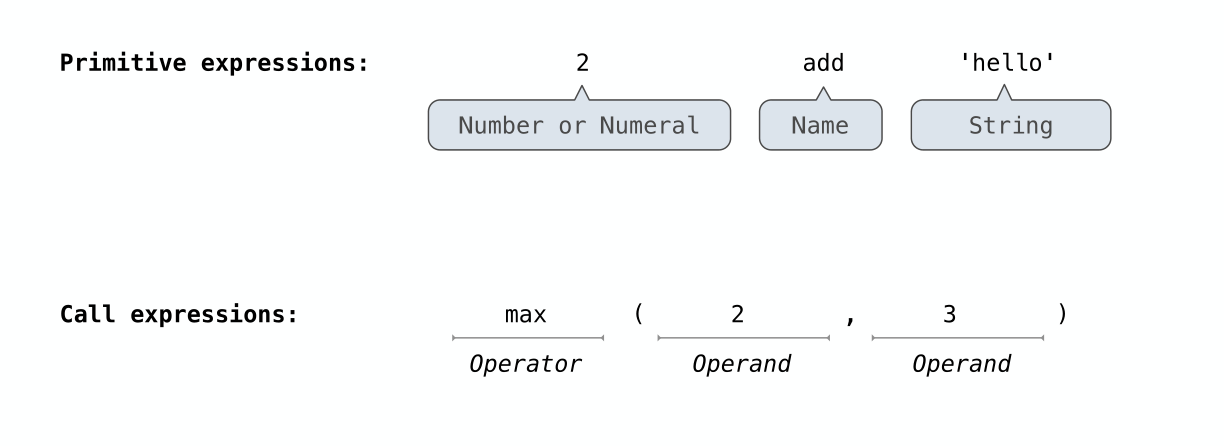 Primitive expressions: 2 add 'hello'
Number or Numeral Name String
Call expressions: max ( 2 , 3 )
Operator Operand Operand